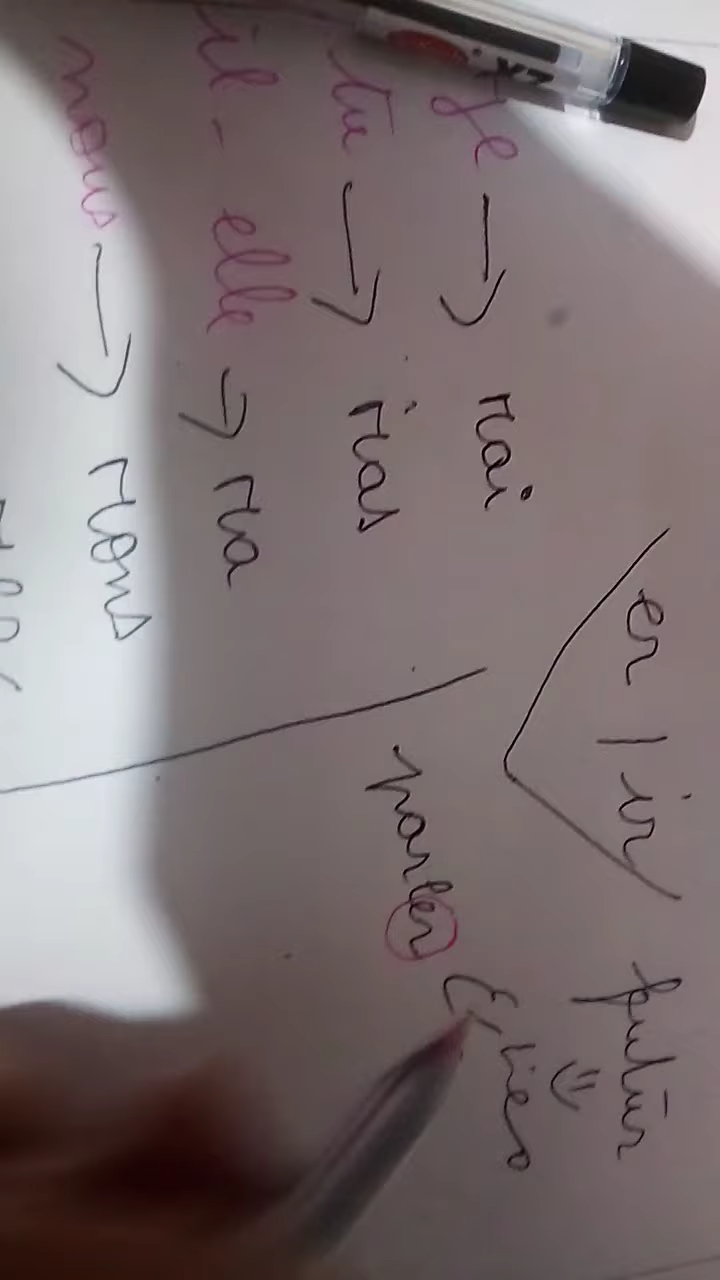 er / ir futur
Je → rai
tu → ras
il - elle → ra
nous → rons
parler